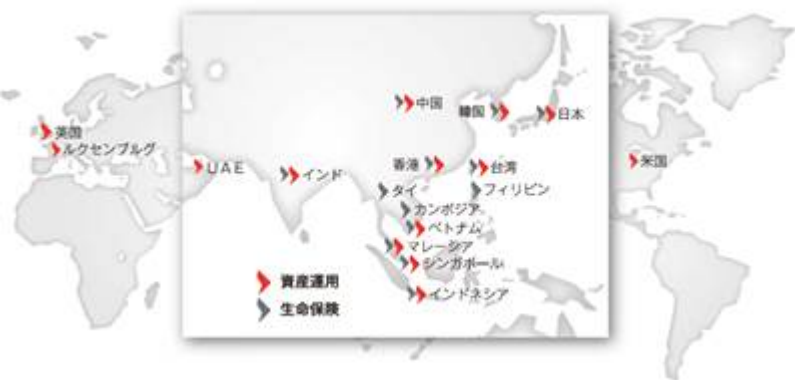 中国
韓国
日本
英国
ルクセンブルグ
UAE
インド
香港
台湾
米国
タイ
フィリピン
カンボジア
ベトナム
マレーシア
シンガポール
インドネシア
資産運用
生命保険